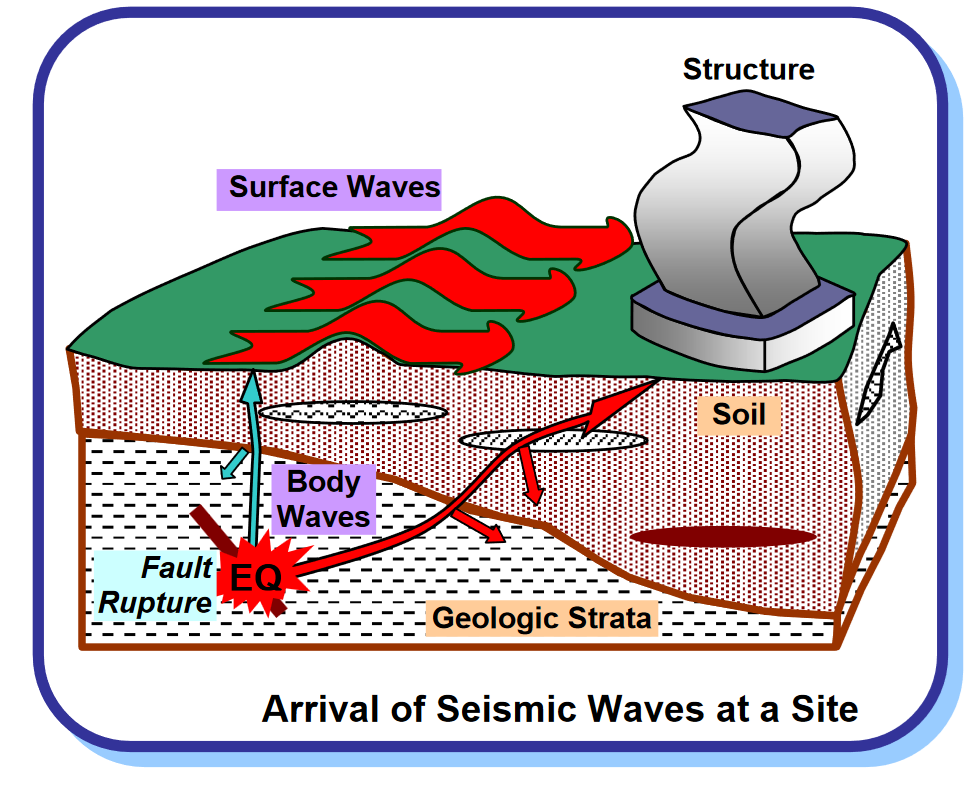 Structure
Surface Waves
Soil
Body
Waves
Fault
Rupture
EQ
Geologic Strata
Arrival of Seismic Waves at a Site